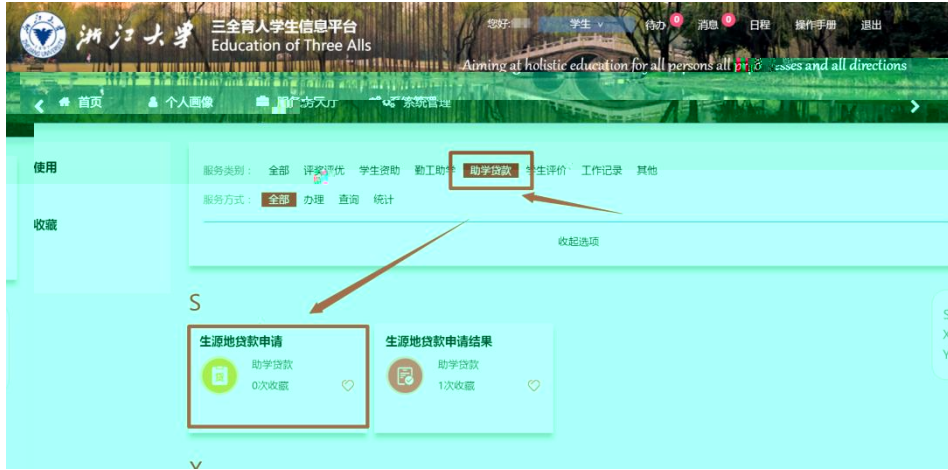 浙江大学 三全育人学生信息平台 您好: 学生 待办 0 消息 0 日程 操作手册 退出
Education of Three Alls
Aiming at holistic education for all persons all and all directions
首页 个人画像 系统管理
使用
收藏
服务类别: 全部 评奖评优 学生资助 勤工助学 助学贷款 学生评价 工作记录 其他
服务方式: 全部 办理 查询 统计
收起选项
S
生源地贷款申请 生源地贷款申请结果
助学贷款 助学贷款
0次收藏 1次收藏
S
X
Y
Y